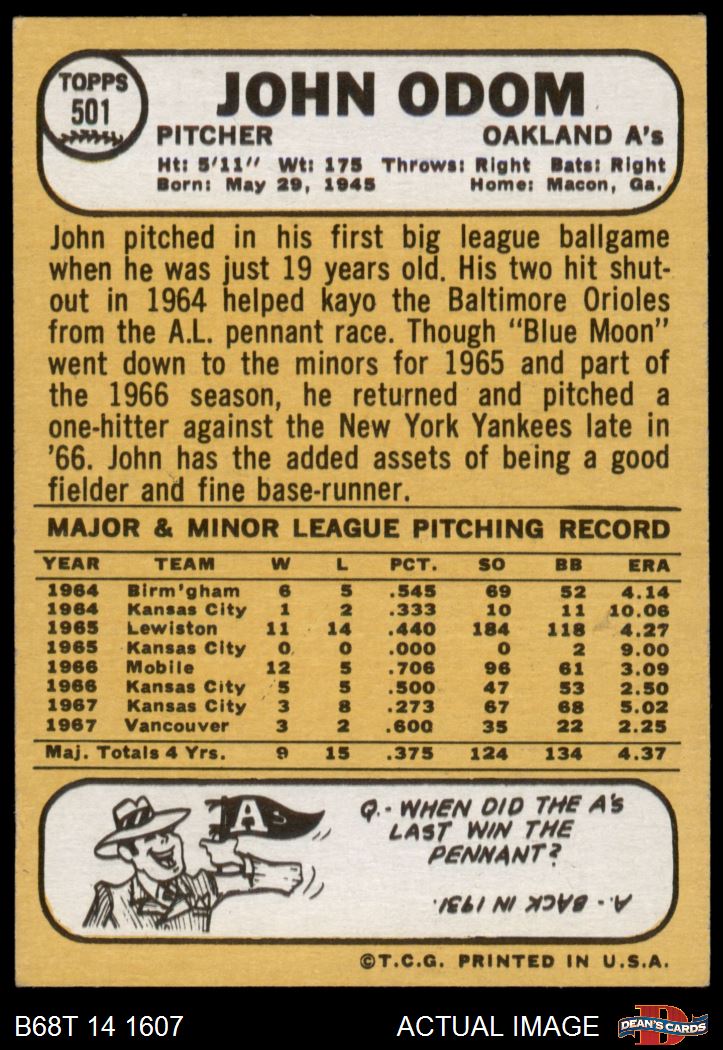 TOPPS
501
JOHN ODOM
PITCHER OAKLAND A's
Ht: 5'11" Wt: 175 Throws: Right Bats: Right
Born: May 29, 1945 Home: Macon, Ga.
John pitched in his first big league ballgame
when he was just 19 years old. His two hit shut-
out in 1964 helped kayo the Baltimore Orioles
from the A.L. pennant race. Though "Blue Moon"
went down to the minors for 1965 and part of
the 1966 season, he returned and pitched a
one-hitter against the New York Yankees late in
'66. John has the added assets of being a good
fielder and fine base-runner.
MAJOR & MINOR LEAGUE PITCHING RECORD
YEAR TEAM W L PCT. SO BB ERA
1964 Birm'gham 6 5 .545 69 52 4.14
1964 Kansas City 1 2 .333 10 11 10.06
1965 Lewiston 11 14 .440 184 118 4.27
1965 Kansas City 0 0 .000 0 2 9.00
1966 Mobile 12 5 .706 96 61 3.09
1966 Kansas City 5 5 .500 47 53 2.50
1967 Kansas City 3 8 .273 67 68 5.02
1967 Vancouver 3 2 .600 35 22 2.25
Maj. Totals 4 Yrs. 9 15 .375 124 134 4.37
A's
Q.- WHEN DID THE A's
LAST WIN THE
PENNANT?
A. - BACK IN 1931.
©T.C.G. PRINTED IN U.S.A.
B68T 14 1607 ACTUAL IMAGE
D
DEAN'S CARDS